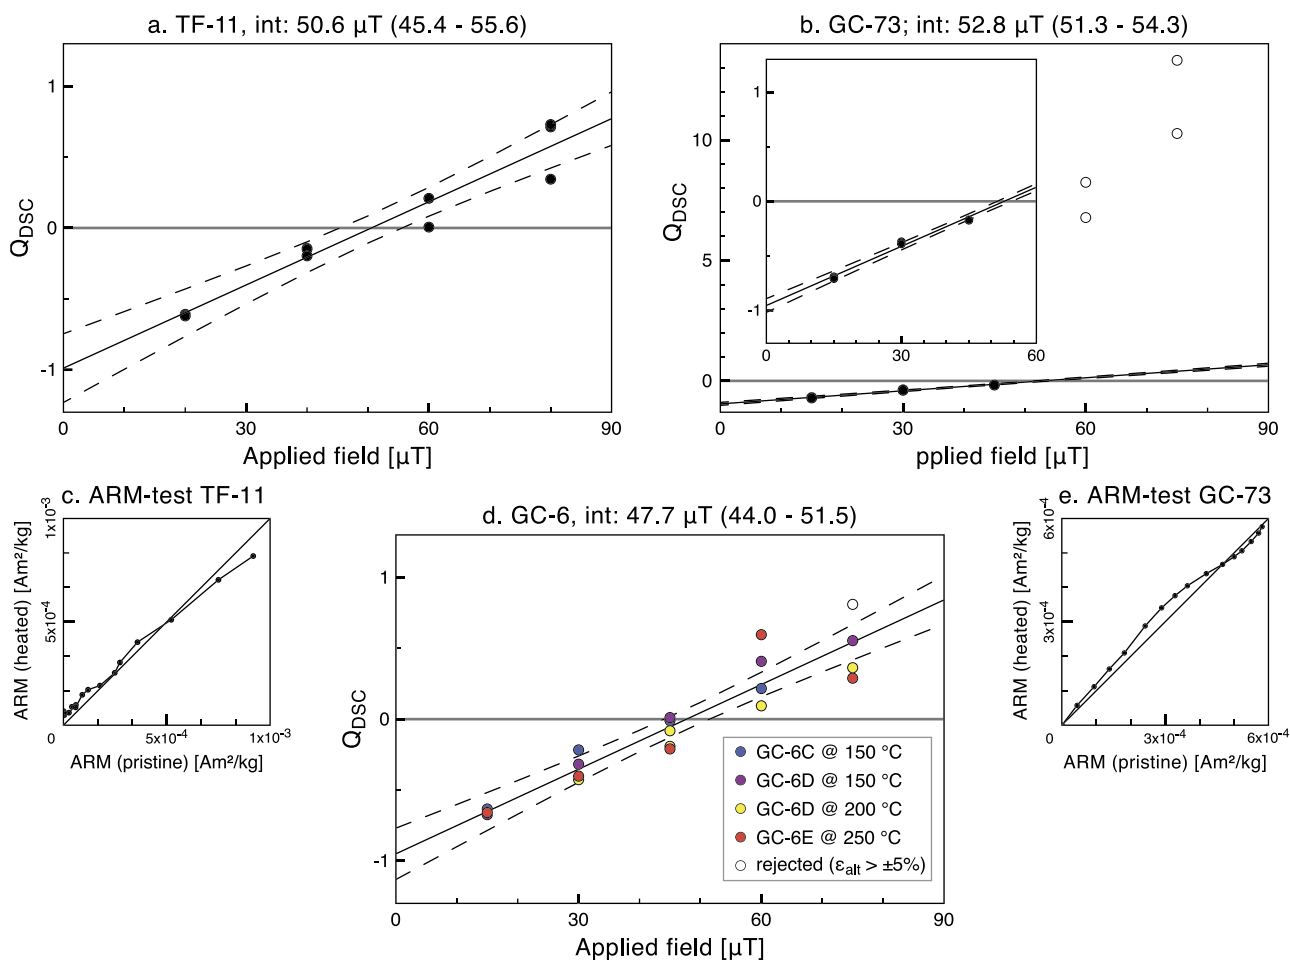 a. TF-11, int: 50.6 µT (45.4 - 55.6)
1
0
-1
Q_DSC
0 30 60 90
Applied field [µT]
b. GC-73; int: 52.8 µT (51.3 - 54.3)
10
5
0
Q_DSC
1
0
-1
0 30 60
0 30 60 90
pplied field [µT]
c. ARM-test TF-11
1x10⁻³
5x10⁻⁴
0
ARM (heated) [Am²/kg]
5x10⁻⁴ 1x10⁻³
ARM (pristine) [Am²/kg]
d. GC-6, int: 47.7 µT (44.0 - 51.5)
1
0
-1
Q_DSC
GC-6C @ 150 °C
GC-6D @ 150 °C
GC-6D @ 200 °C
GC-6E @ 250 °C
rejected (ε_alt > ±5%)
0 30 60 90
Applied field [µT]
e. ARM-test GC-73
6x10⁻⁴
3x10⁻⁴
0
ARM (heated) [Am²/kg]
3x10⁻⁴ 6x10⁻⁴
ARM (pristine) [Am²/kg]